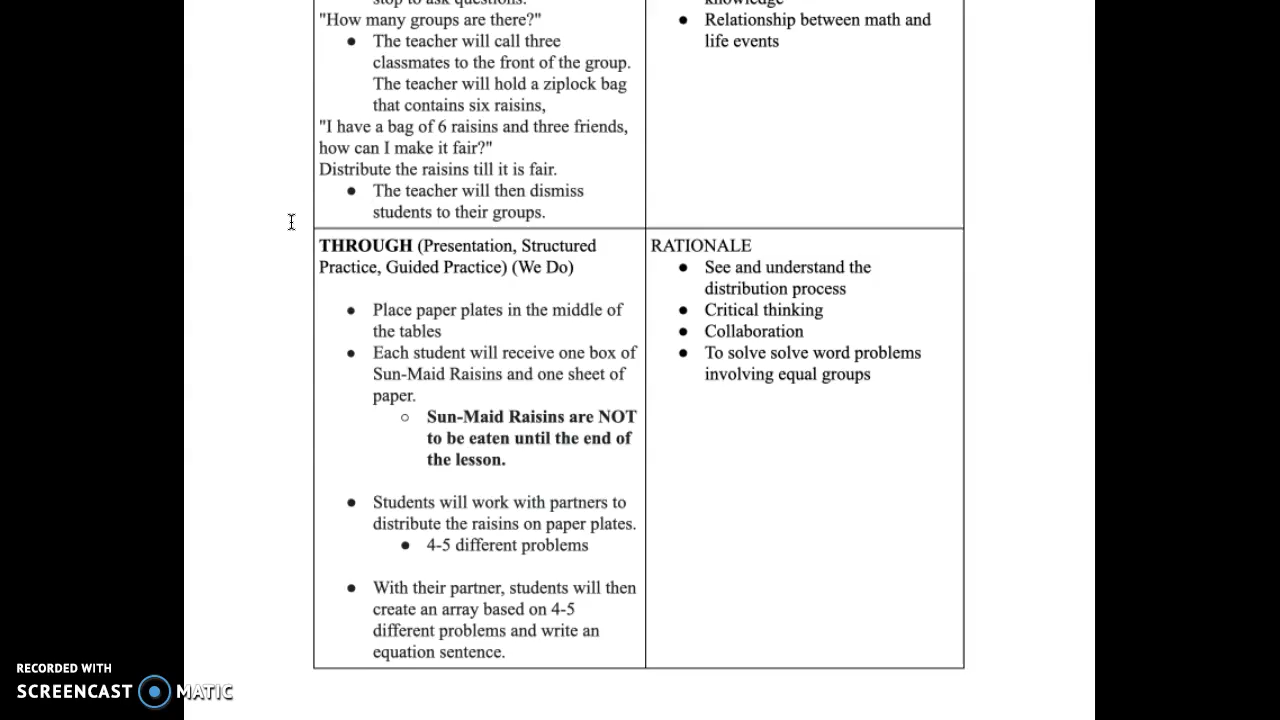 stop to ask questions.
"How many groups are there?"
● The teacher will call three
classmates to the front of the group.
The teacher will hold a ziplock bag
that contains six raisins,
"I have a bag of 6 raisins and three friends,
how can I make it fair?"
Distribute the raisins till it is fair.
● The teacher will then dismiss
students to their groups.
knowledge
● Relationship between math and
life events
THROUGH (Presentation, Structured
Practice, Guided Practice) (We Do)
● Place paper plates in the middle of
the tables
● Each student will receive one box of
Sun-Maid Raisins and one sheet of
paper.
○ Sun-Maid Raisins are NOT
to be eaten until the end of
the lesson.
● Students will work with partners to
distribute the raisins on paper plates.
● 4-5 different problems
● With their partner, students will then
create an array based on 4-5
different problems and write an
equation sentence.
RATIONALE
● See and understand the
distribution process
● Critical thinking
● Collaboration
● To solve solve word problems
involving equal groups
RECORDED WITH
SCREENCAST MATIC